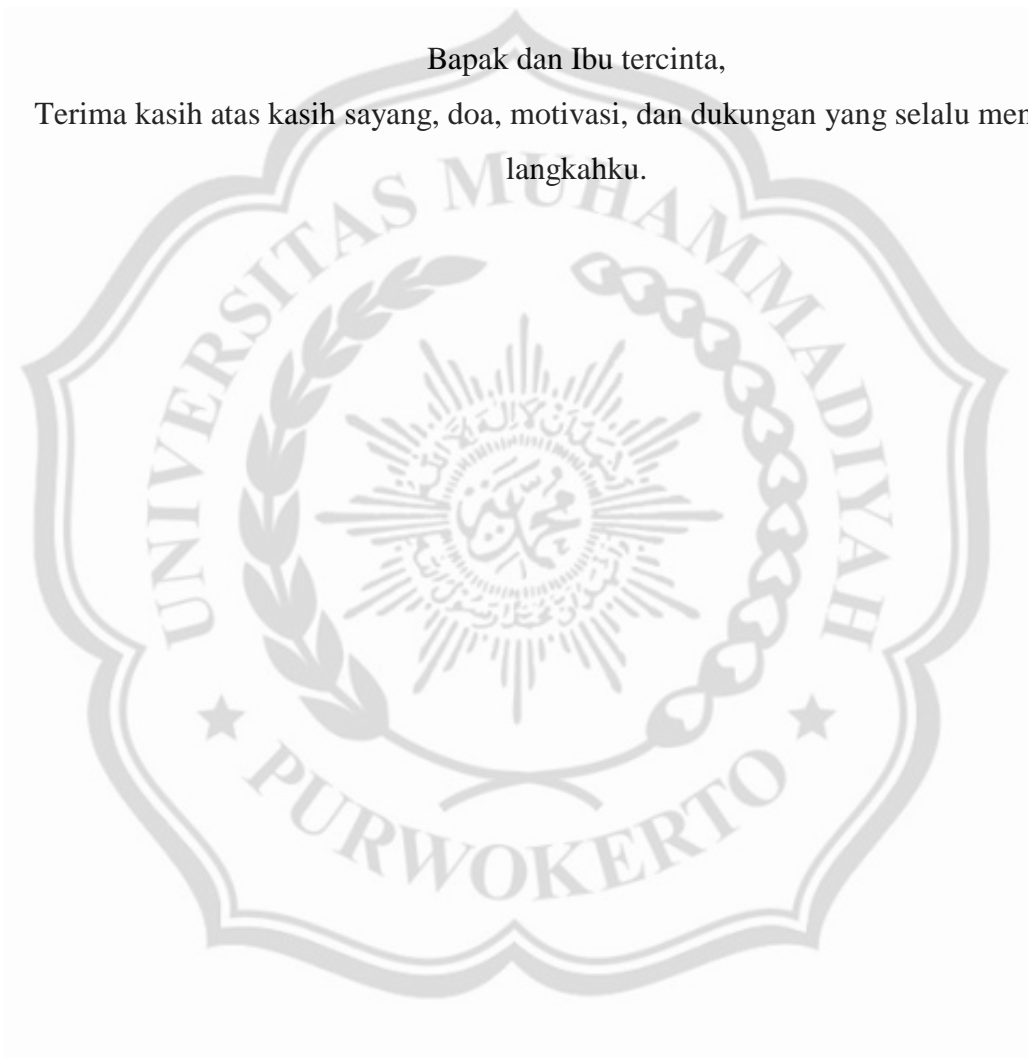 Bapak dan Ibu tercinta,
Terima kasih atas kasih sayang, doa, motivasi, dan dukungan yang selalu
langkahku.
UNIVERSITAS MUHAMMADIYAH
PURWOKERTO
محمد